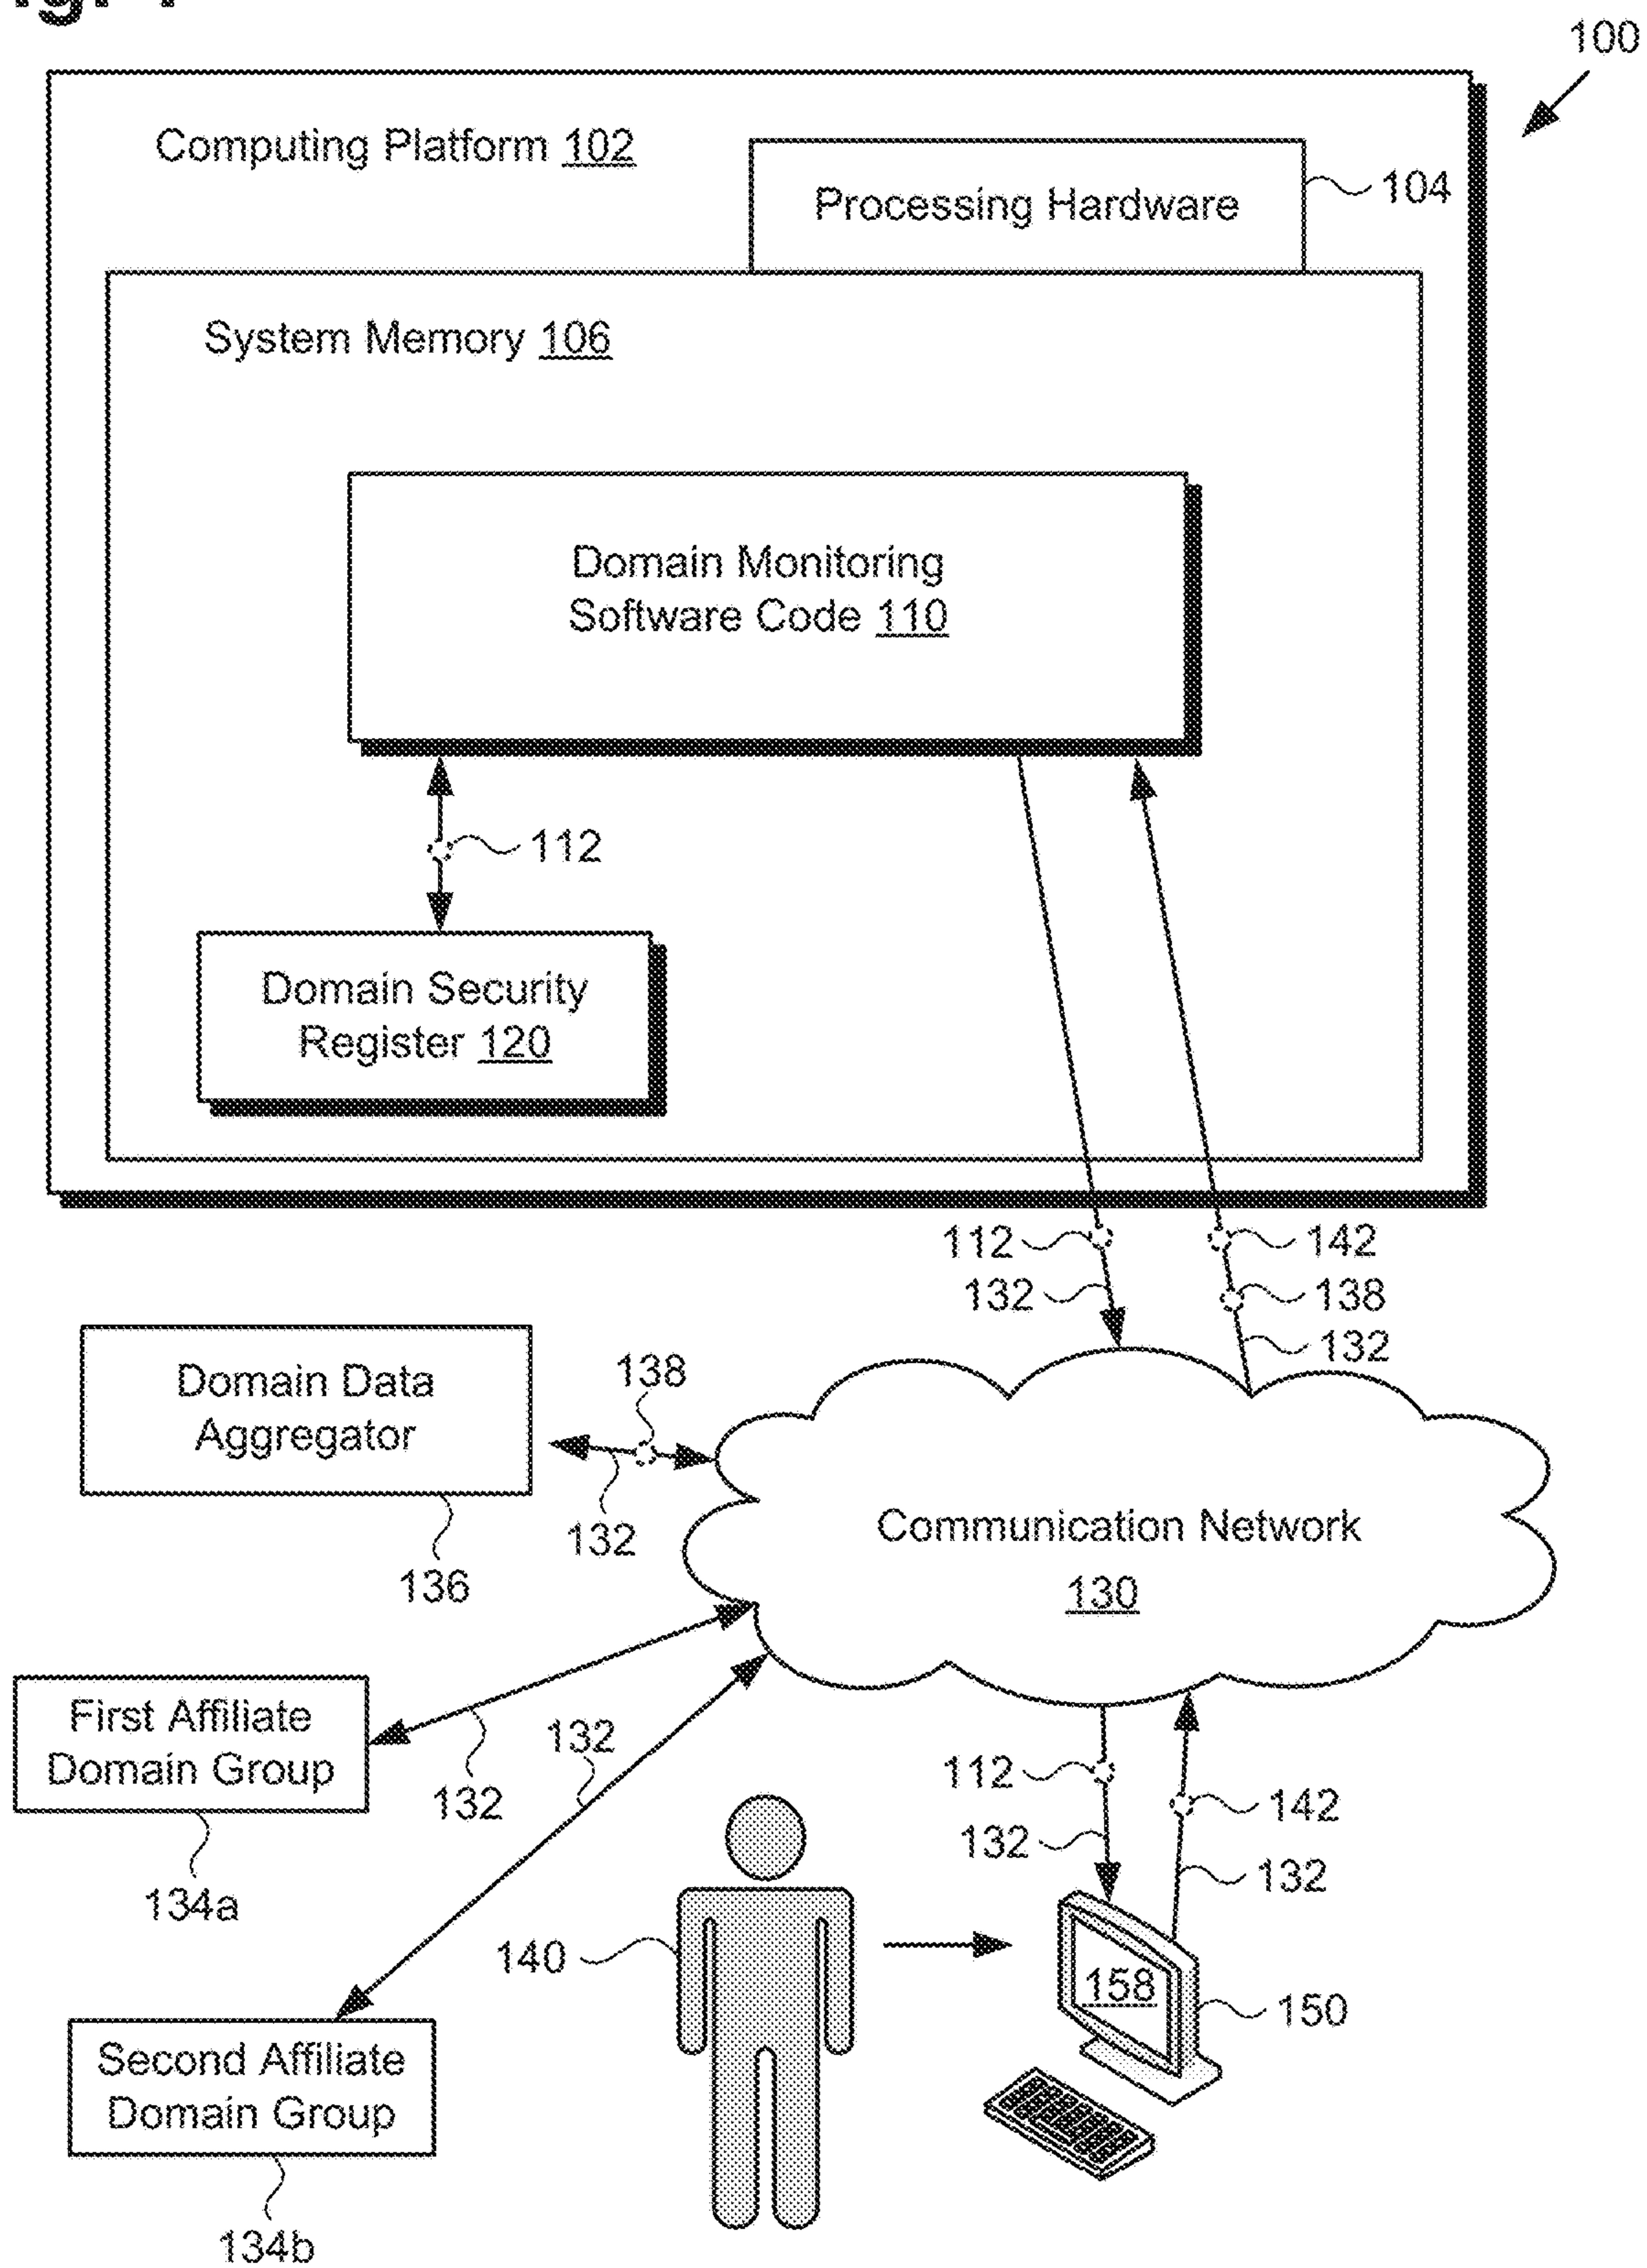 100
Computing Platform 102
Processing Hardware
104
System Memory 106
Domain Monitoring
Software Code 110
112
Domain Security
Register 120
112
142
132
138
132
Domain Data
Aggregator
138
132
136
Communication Network
130
First Affiliate
Domain Group
132
132
134a
112
142
132
132
140
158
150
Second Affiliate
Domain Group
134b